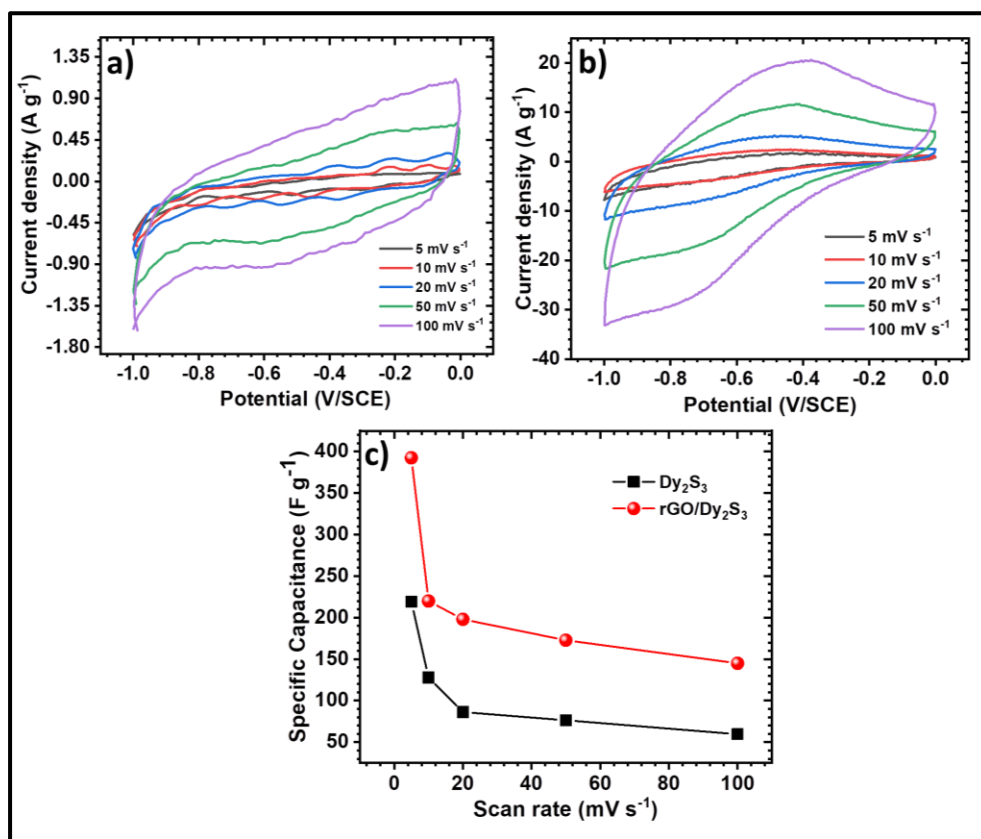 a)
Current density (A g⁻¹)
1.35
0.90
0.45
0.00
-0.45
-0.90
-1.35
-1.80
5 mV s⁻¹
10 mV s⁻¹
20 mV s⁻¹
50 mV s⁻¹
100 mV s⁻¹
-1.0 -0.8 -0.6 -0.4 -0.2 0.0
Potential (V/SCE)
b)
Current density (A g⁻¹)
20
10
0
-10
-20
-30
-40
5 mV s⁻¹
10 mV s⁻¹
20 mV s⁻¹
50 mV s⁻¹
100 mV s⁻¹
-1.0 -0.8 -0.6 -0.4 -0.2 0.0
Potential (V/SCE)
c)
Specific Capacitance (F g⁻¹)
400
350
300
250
200
150
100
50
Dy₂S₃
rGO/Dy₂S₃
0 20 40 60 80 100
Scan rate (mV s⁻¹)